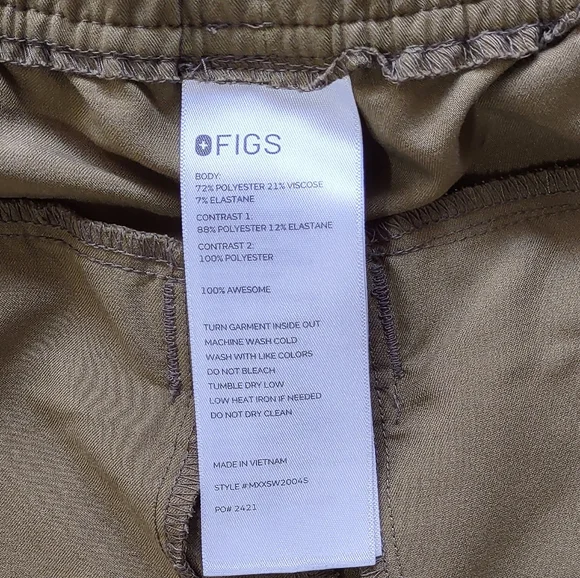 FIGS
BODY:
72% POLYESTER 21% VISCOSE
7% ELASTANE
CONTRAST 1:
88% POLYESTER 12% ELASTANE
CONTRAST 2:
100% POLYESTER
100% AWESOME
TURN GARMENT INSIDE OUT
MACHINE WASH COLD
WASH WITH LIKE COLORS
DO NOT BLEACH
TUMBLE DRY LOW
LOW HEAT IRON IF NEEDED
DO NOT DRY CLEAN
MADE IN VIETNAM
STYLE #:MXXSW2004S
PO# 2421